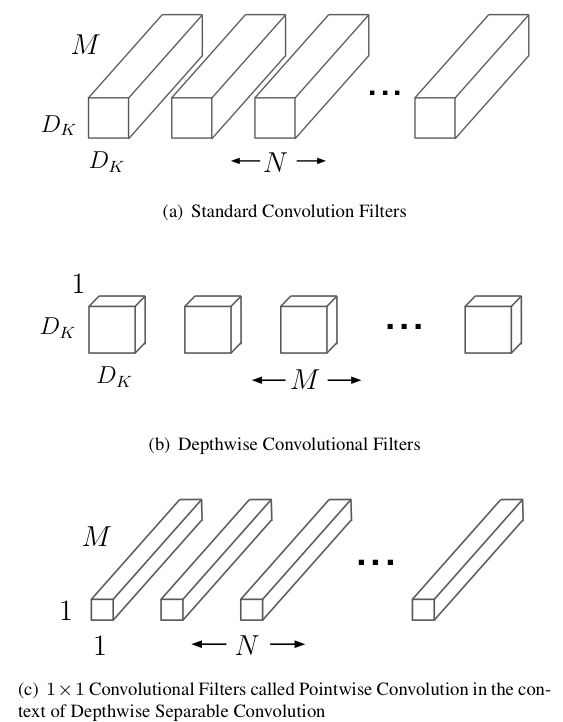 M
D_K
D_K
N
...
(a) Standard Convolution Filters
1
D_K
D_K
M
...
(b) Depthwise Convolutional Filters
M
1
1
N
...
(c) 1 × 1 Convolutional Filters called Pointwise Convolution in the con-
text of Depthwise Separable Convolution